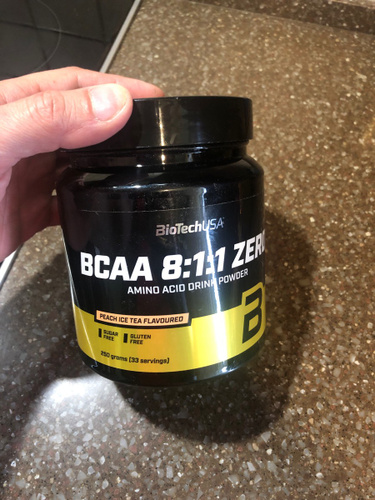 BioTechUSA
BCAA 8:1:1 ZERO
AMINO ACID DRINK POWDER
PEACH ICE TEA FLAVOURED
SUGAR FREE
GLUTEN FREE
250 grams (33 servings)
B